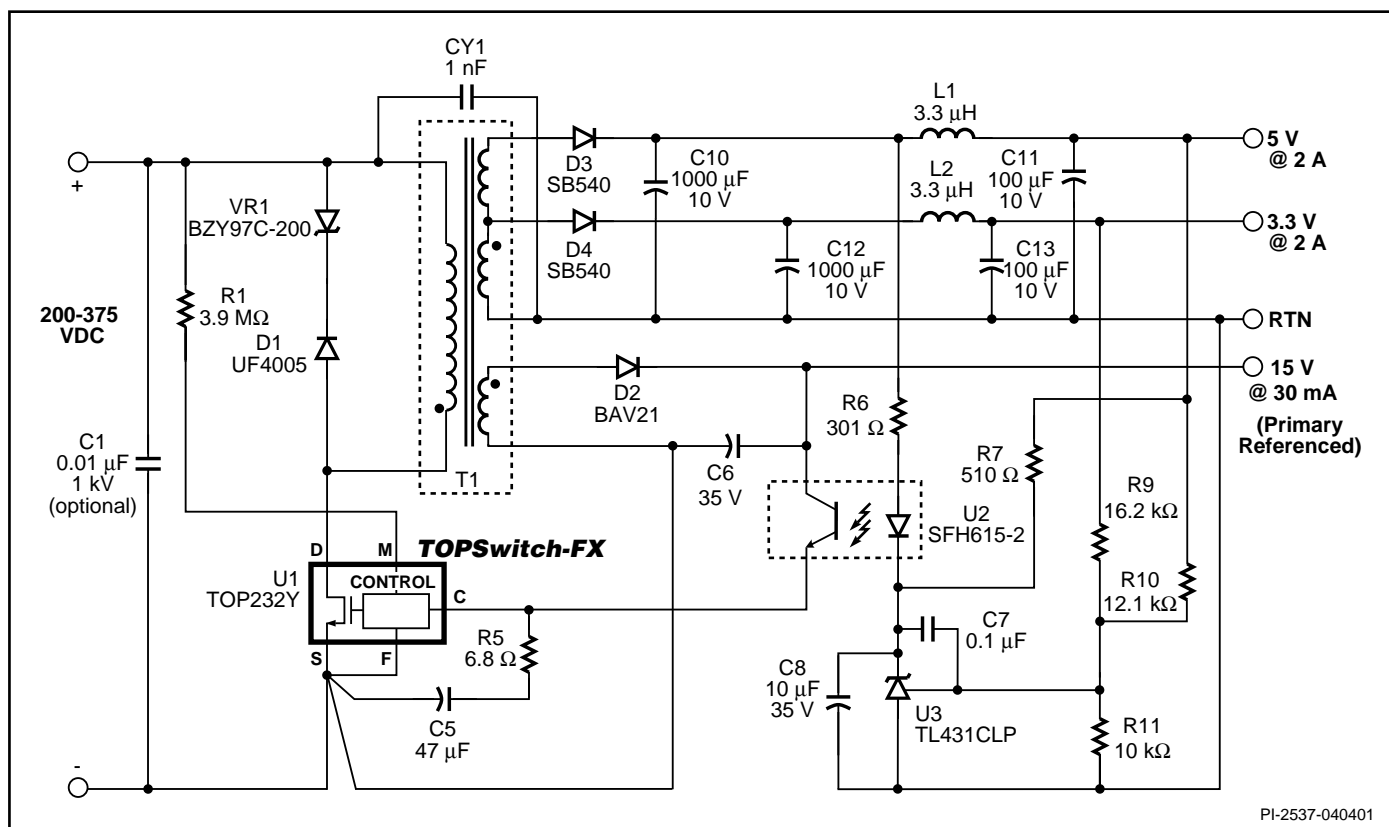 CY1
1 nF
L1
3.3 µH
5 V
@ 2 A
+
VR1
BZY97C-200
D3
SB540
C10
1000 µF
10 V
L2
3.3 µH
C11
100 µF
10 V
3.3 V
@ 2 A
D4
SB540
C12
1000 µF
10 V
C13
100 µF
10 V
200-375
VDC
R1
3.9 MΩ
D1
UF4005
RTN
15 V
@ 30 mA
(Primary
Referenced)
D2
BAV21
R6
301 Ω
C1
0.01 µF
1 kV
(optional)
T1
C6
35 V
R7
510 Ω
U2
SFH615-2
R9
16.2 kΩ
D
M
TOPSwitch-FX
U1
TOP232Y
CONTROL
C
R10
12.1 kΩ
S
F
R5
6.8 Ω
C7
0.1 µF
C8
10 µF
35 V
C5
47 µF
U3
TL431CLP
R11
10 kΩ
-
PI-2537-040401